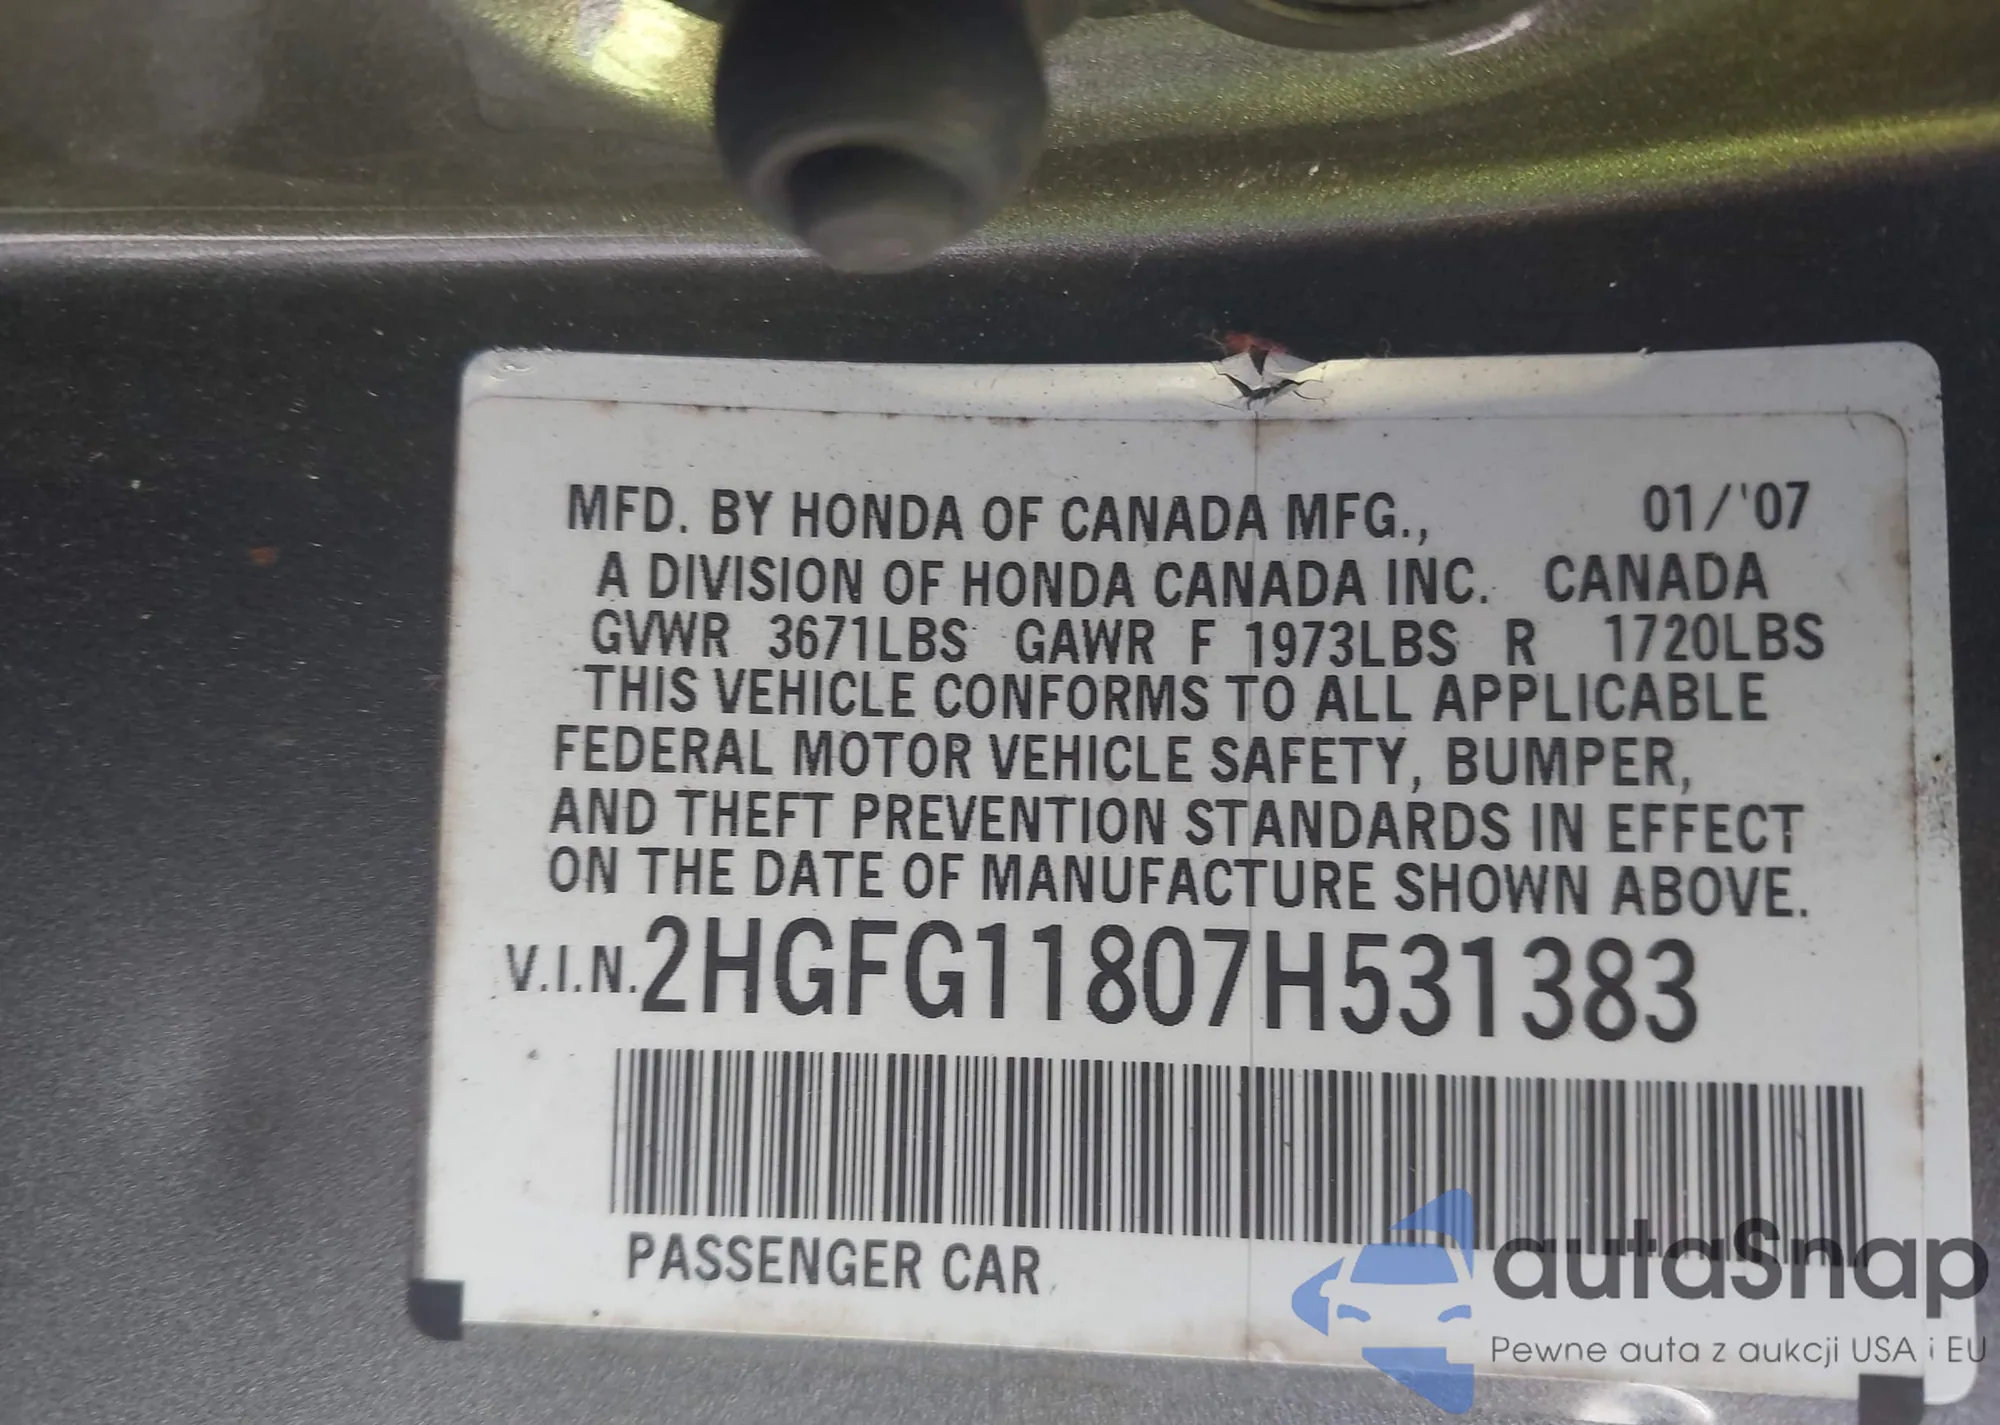 MFD. BY HONDA OF CANADA MFG., 01/'07
A DIVISION OF HONDA CANADA INC. CANADA
GVWR 3671LBS GAWR F 1973LBS R 1720LBS
THIS VEHICLE CONFORMS TO ALL APPLICABLE
FEDERAL MOTOR VEHICLE SAFETY, BUMPER,
AND THEFT PREVENTION STANDARDS IN EFFECT
ON THE DATE OF MANUFACTURE SHOWN ABOVE.
V.I.N. 2HGFG11807H531383
PASSENGER CAR
autaSnap
Pewne auta z aukcji USA i EU